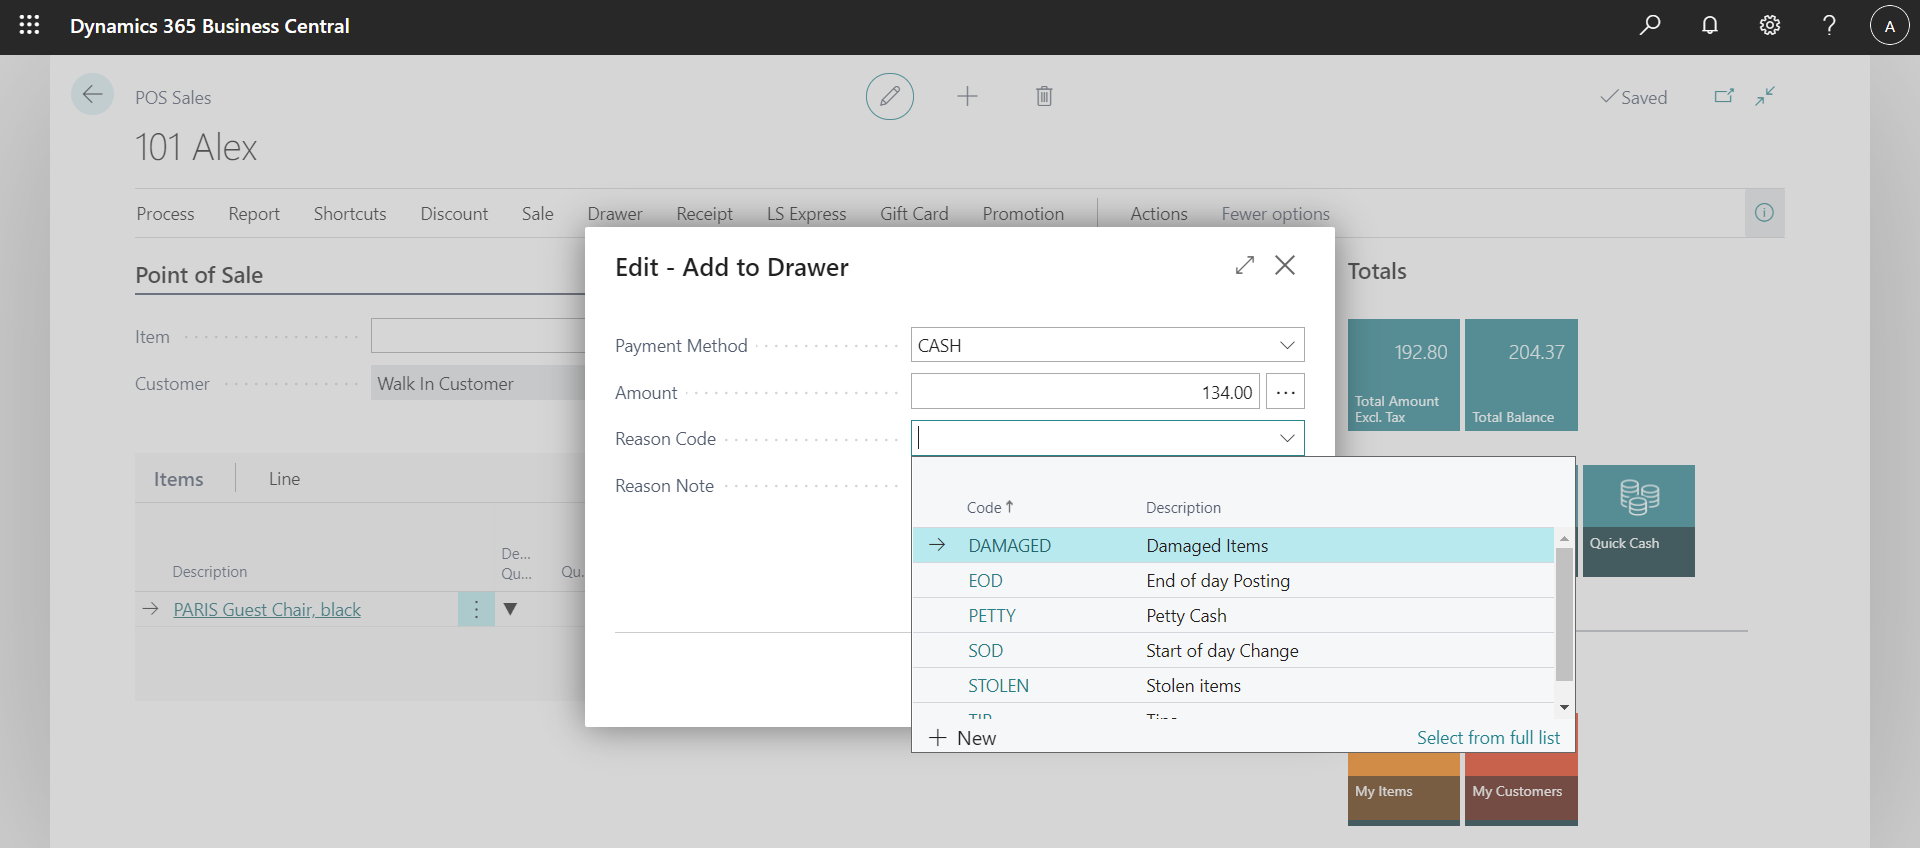 Dynamics 365 Business Central
A
POS Sales
Saved
101 Alex
Process Report Shortcuts Discount Sale Drawer Receipt LS Express Gift Card Promotion Actions Fewer options
Point of Sale
Item
Customer Walk In Customer
Items Line
Description
De...
Qu...
Qu...
PARIS Guest Chair, black
Edit - Add to Drawer
Payment Method CASH
Amount 134.00
Reason Code
Reason Note
Code Description
DAMAGED Damaged Items
EOD End of day Posting
PETTY Petty Cash
SOD Start of day Change
STOLEN Stolen items
New Select from full list
Totals
192.80
Total Amount
Excl. Tax
204.37
Total Balance
Quick Cash
My Items
My Customers